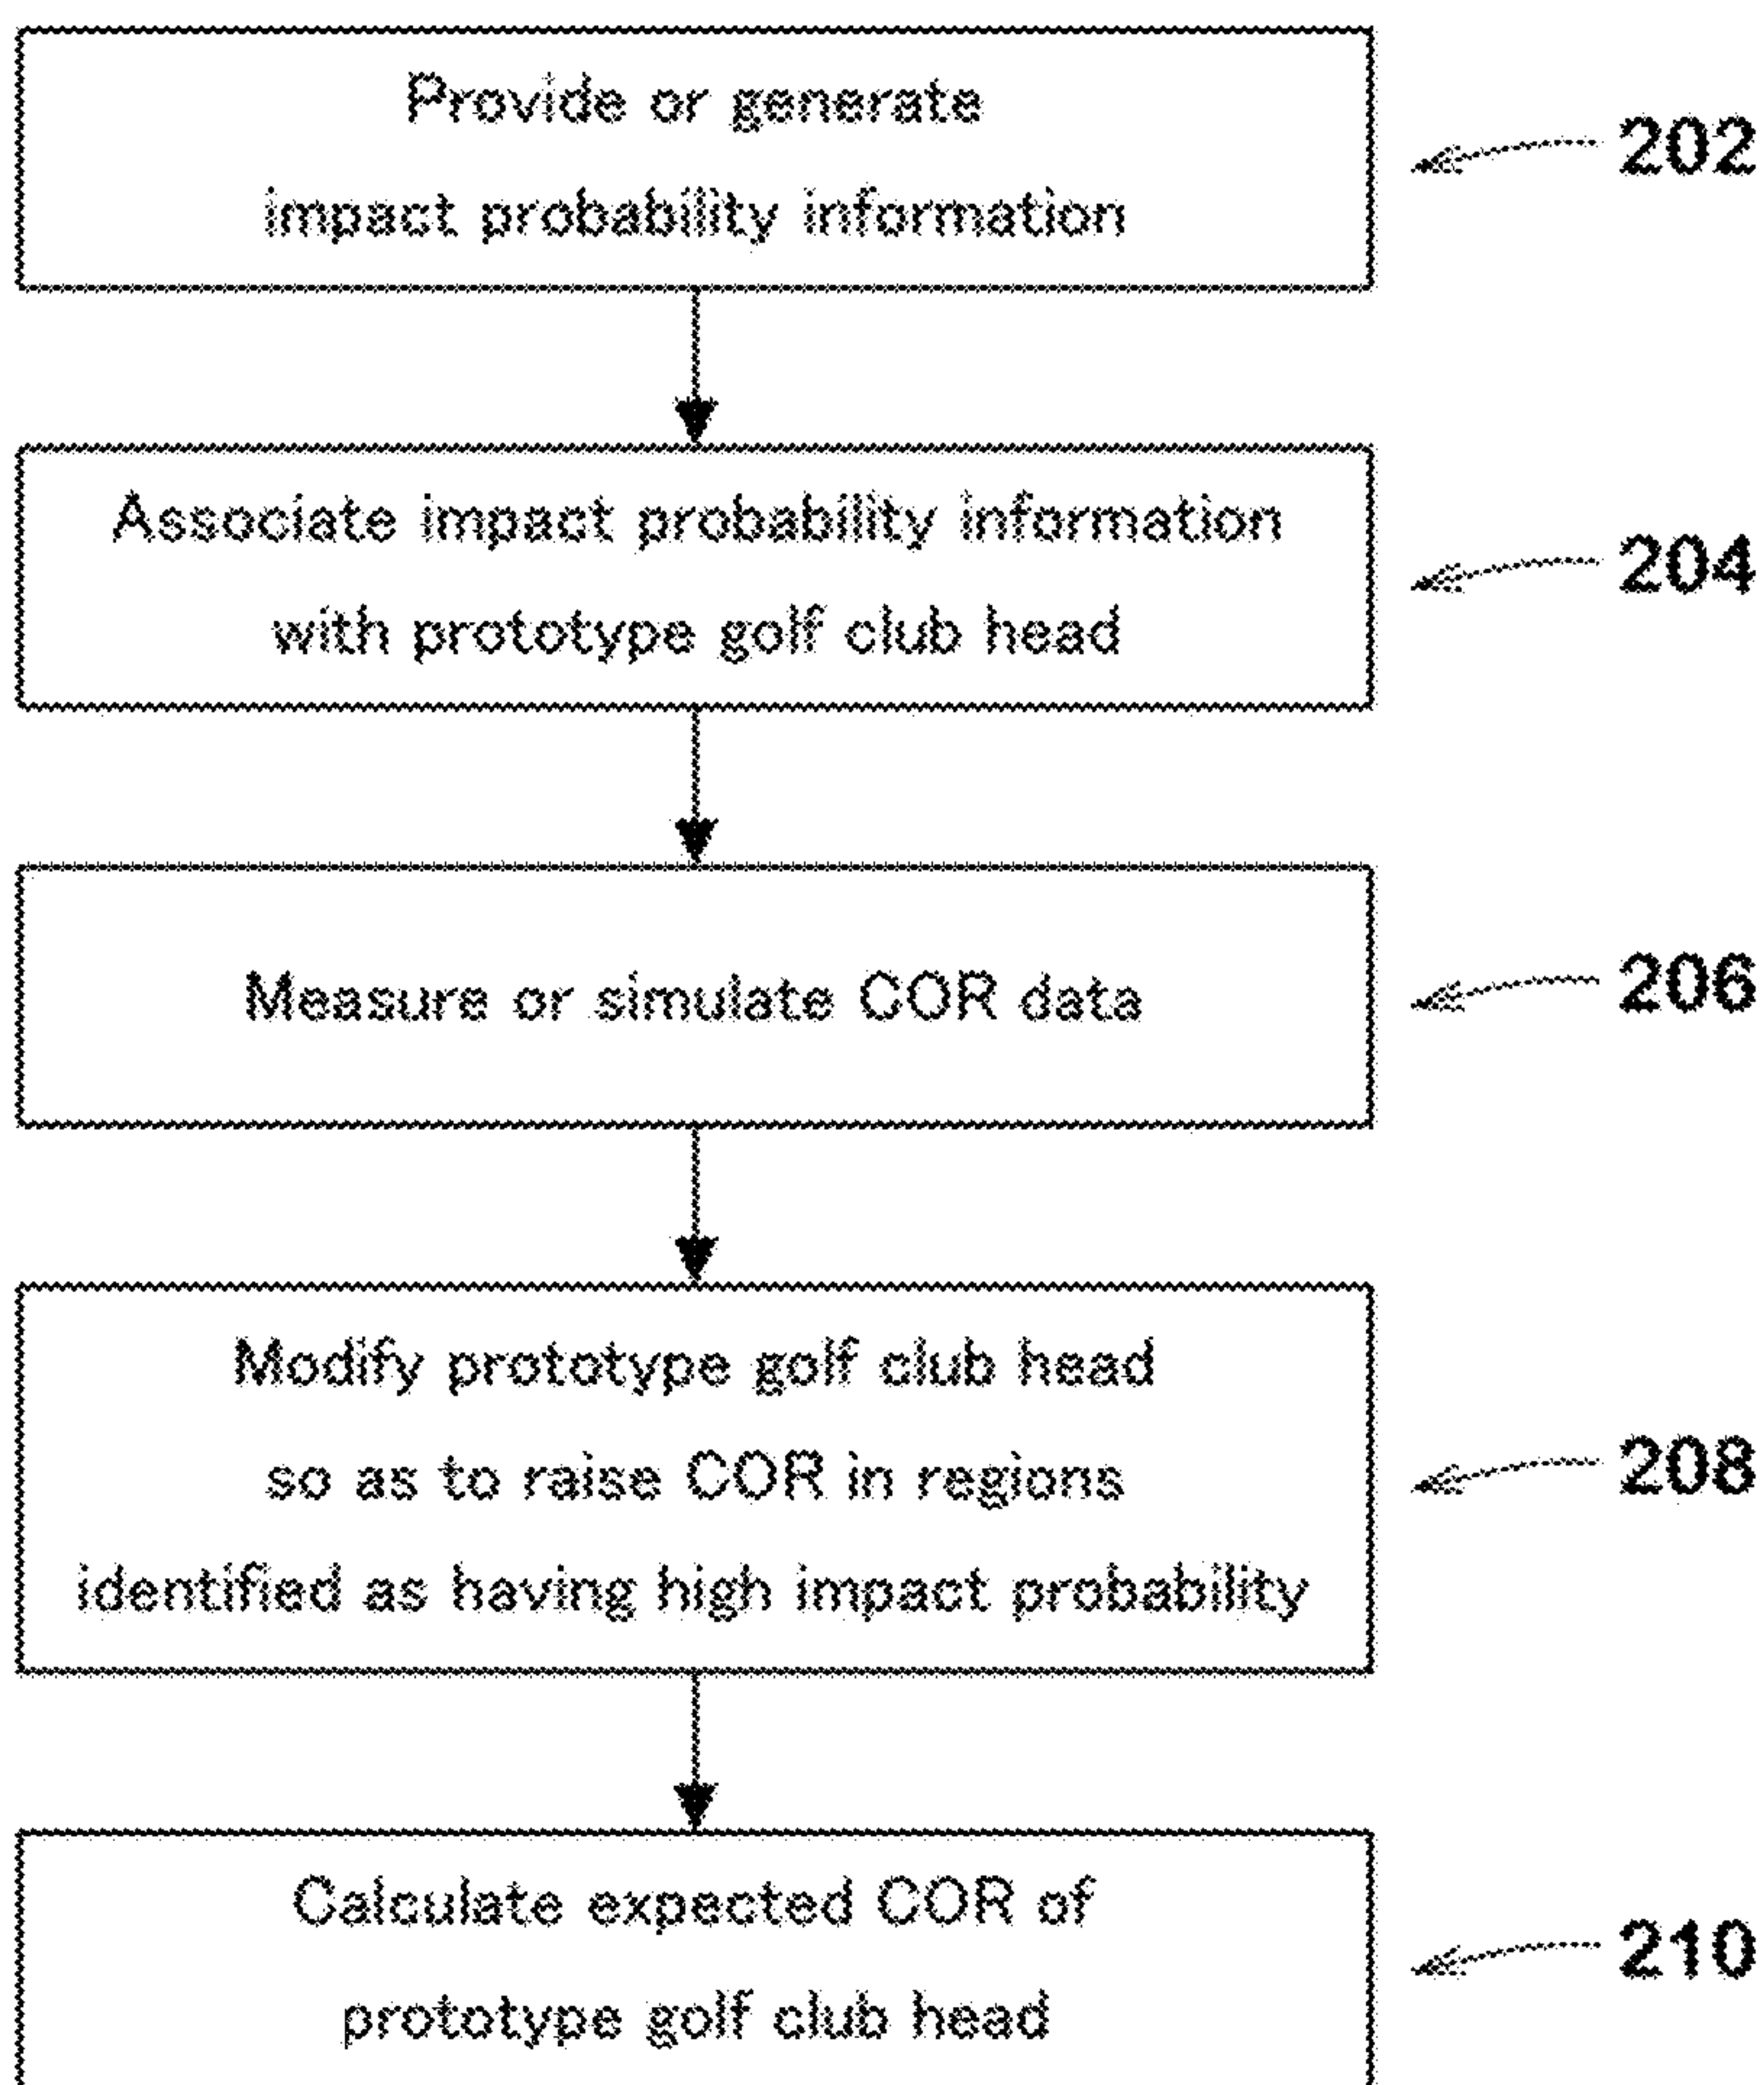 Provide or generate
impact probability information
202
Associate impact probability information
with prototype golf club head
204
Measure or simulate COR data
206
Modify prototype golf club head
so as to raise COR in regions
identified as having high impact probability
208
Calculate expected COR of
prototype golf club head
210